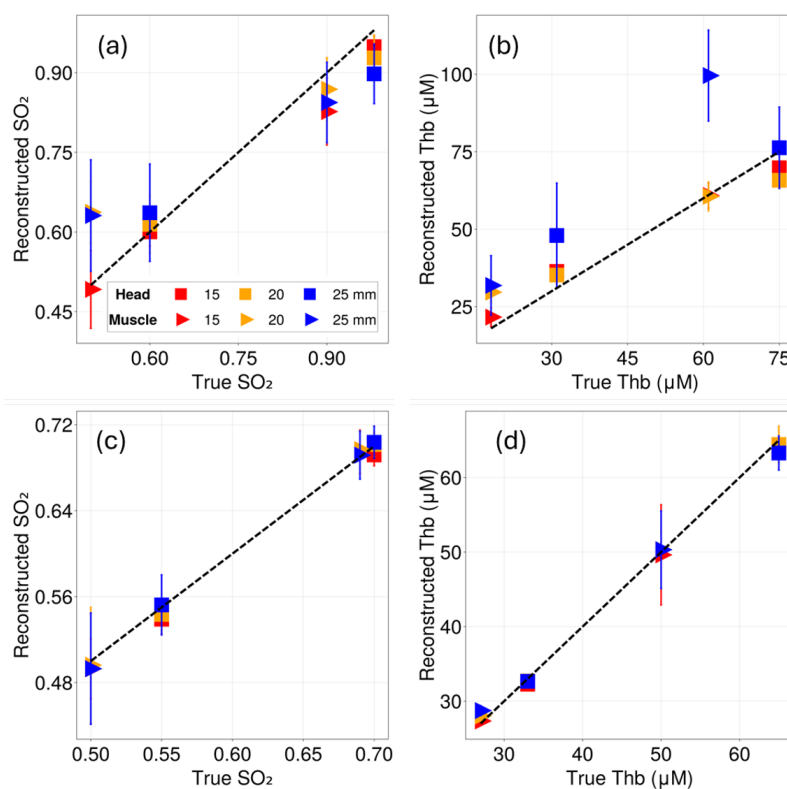 (a)
Reconstructed SO₂
0.90
0.75
0.60
0.45
Head 15 20 25 mm
Muscle 15 20 25 mm
0.60 0.75 0.90
True SO₂
(b)
Reconstructed Thb (μM)
100
75
50
25
30 45 60 75
True Thb (μM)
(c)
Reconstructed SO₂
0.72
0.64
0.56
0.48
0.50 0.55 0.60 0.65 0.70
True SO₂
(d)
Reconstructed Thb (μM)
60
50
40
30
30 40 50 60
True Thb (μM)